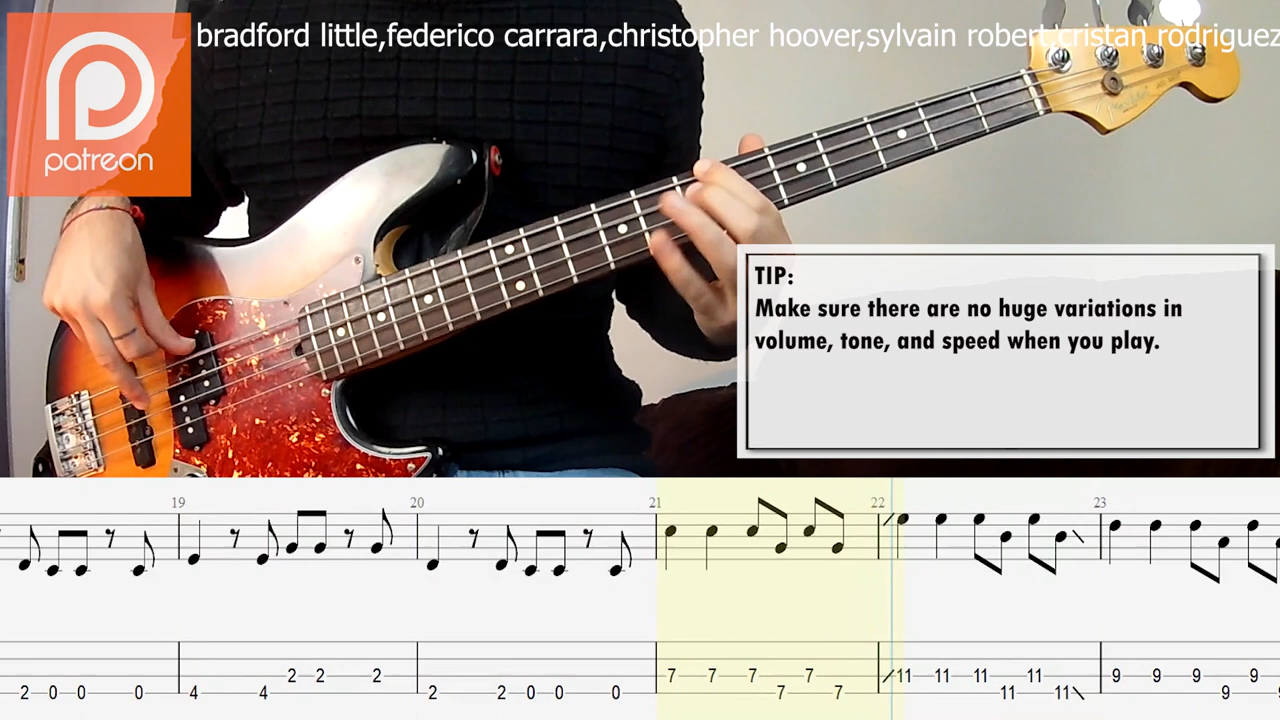 bradford little,federico carrara,christopher hoover,sylvain robert,cristan rodriguez
patreon
TIP:
Make sure there are no huge variations in
volume, tone, and speed when you play.
19 20 21 22 23
2 2 2 7 7 7 7 11 11 11 11 9 9 9 9
2 0 0 0 4 4 2 2 0 0 0 7 7 11 11 9